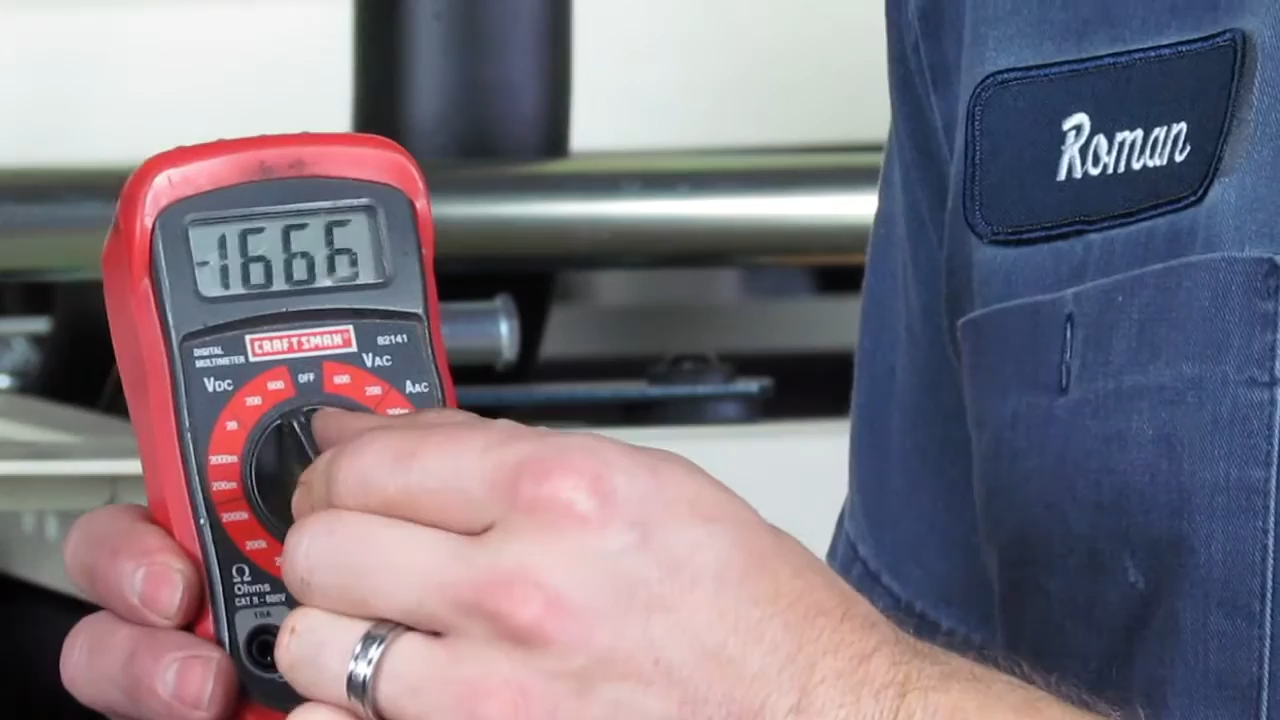 Roman
-1666
DIGITAL
MULTIMETER
CRAFTSMAN®
82141
VDC
600
OFF
600
VAC
200
200
AAC
20
200m
2000m
200m
2000k
200k
Ω
Ohms
CAT II - 600V